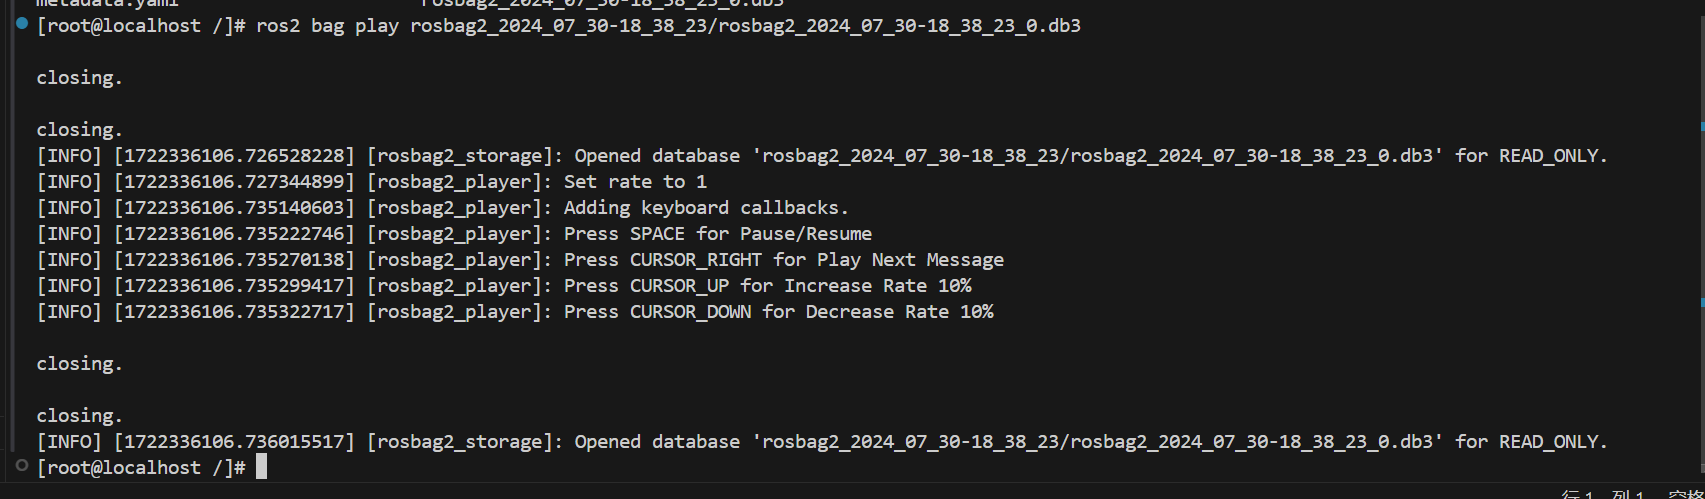 metadata.yaml rosbag2_2024_07_30-18_38_23_0.db3
[root@localhost /]# ros2 bag play rosbag2_2024_07_30-18_38_23/rosbag2_2024_07_30-18_38_23_0.db3
closing.
closing.
[INFO] [1722336106.726528228] [rosbag2_storage]: Opened database 'rosbag2_2024_07_30-18_38_23/rosbag2_2024_07_30-18_38_23_0.db3' for READ_ONLY.
[INFO] [1722336106.727344899] [rosbag2_player]: Set rate to 1
[INFO] [1722336106.735140603] [rosbag2_player]: Adding keyboard callbacks.
[INFO] [1722336106.735222746] [rosbag2_player]: Press SPACE for Pause/Resume
[INFO] [1722336106.735270138] [rosbag2_player]: Press CURSOR_RIGHT for Play Next Message
[INFO] [1722336106.735299417] [rosbag2_player]: Press CURSOR_UP for Increase Rate 10%
[INFO] [1722336106.735322717] [rosbag2_player]: Press CURSOR_DOWN for Decrease Rate 10%
closing.
closing.
[INFO] [1722336106.736015517] [rosbag2_storage]: Opened database 'rosbag2_2024_07_30-18_38_23/rosbag2_2024_07_30-18_38_23_0.db3' for READ_ONLY.
[root@localhost /]#
行 1, 列 1 空格